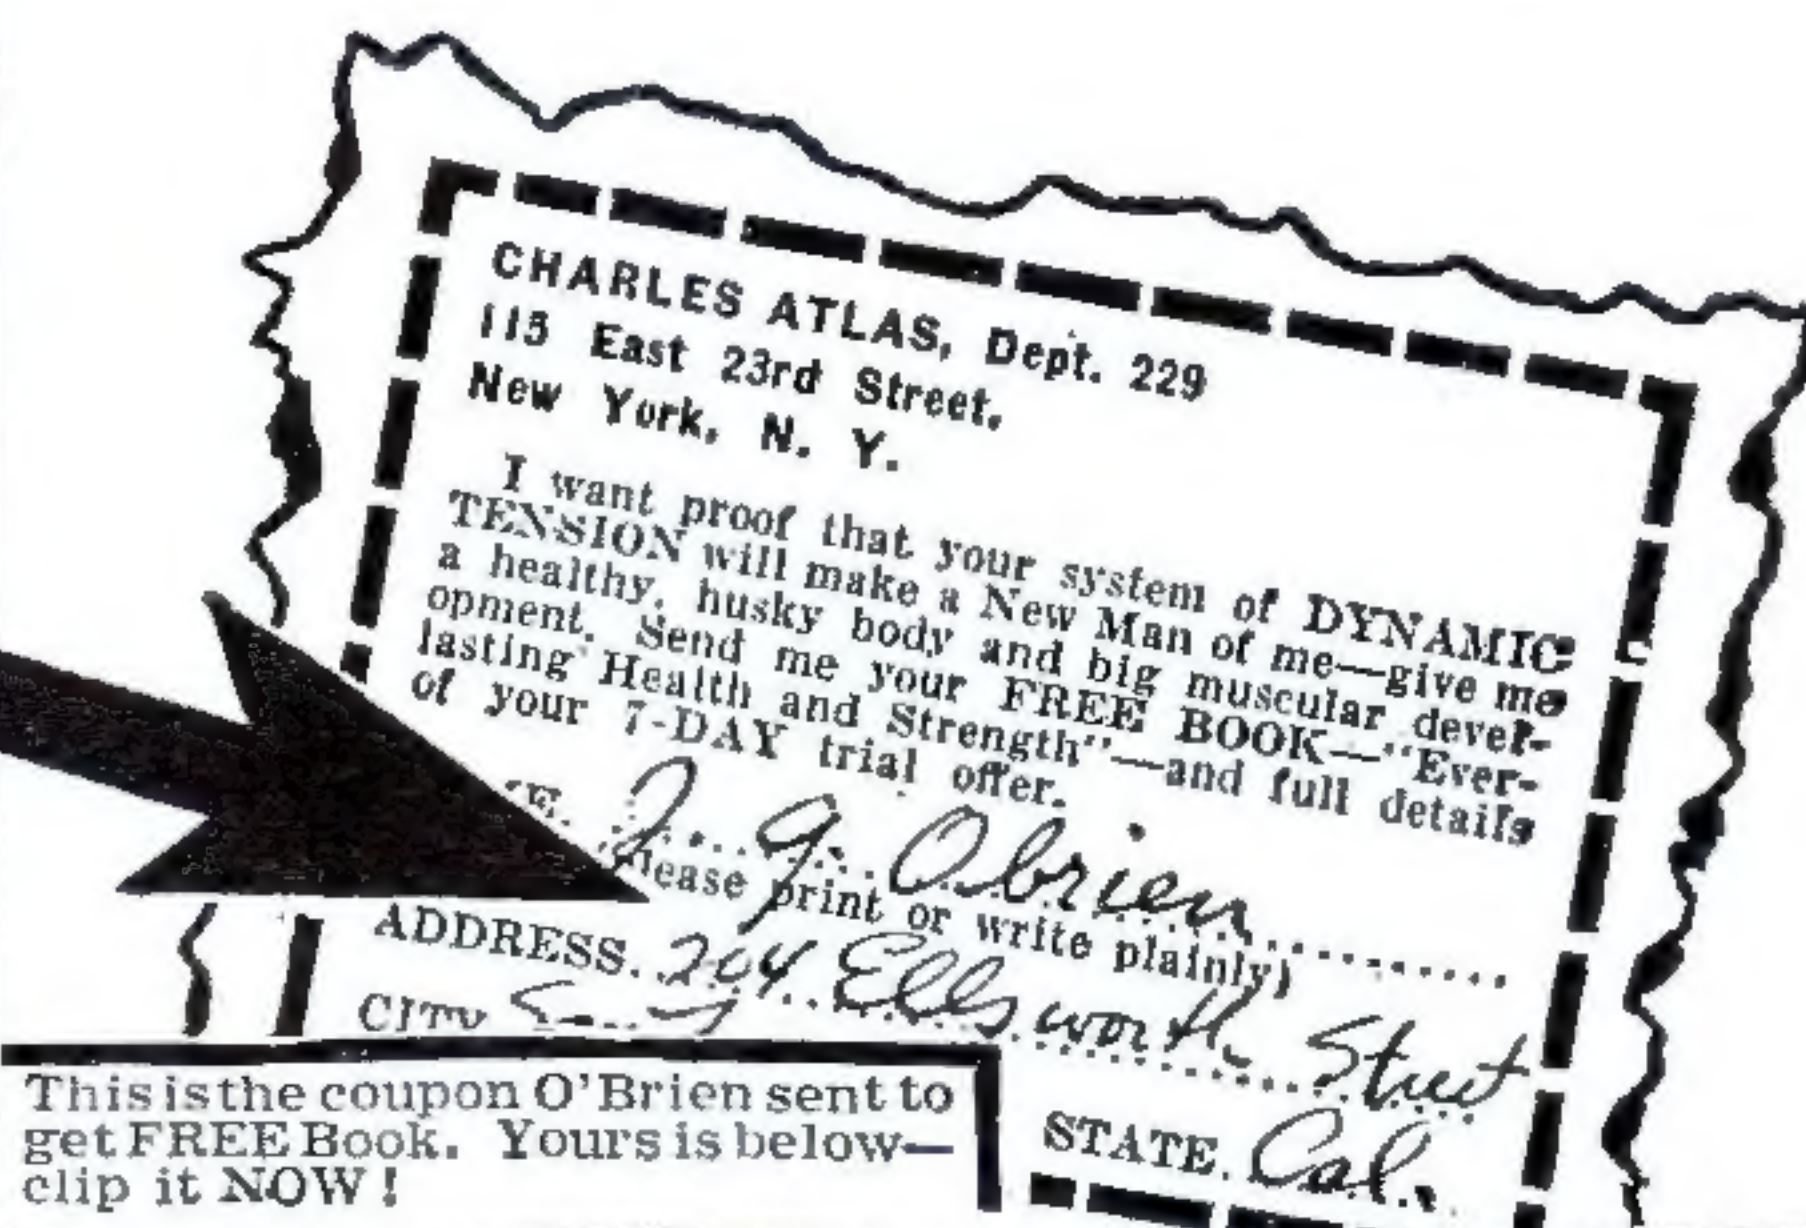 CHARLES ATLAS, Dept. 229
115 East 23rd Street,
New York, N. Y.
I want proof that your system of DYNAMIC
TENSION will make a New Man of me—give me
a healthy, husky body and big muscular devel-
opment. Send me your FREE BOOK—"Ever-
lasting Health and Strength"—and full details
of your 7-DAY trial offer.
J. G. Obrien
please print or write plainly)
ADDRESS. 204 Ellsworth Street
CITY
STATE. Cal.
This is the coupon O'Brien sent to
get FREE Book. Yours is below—
clip it NOW!